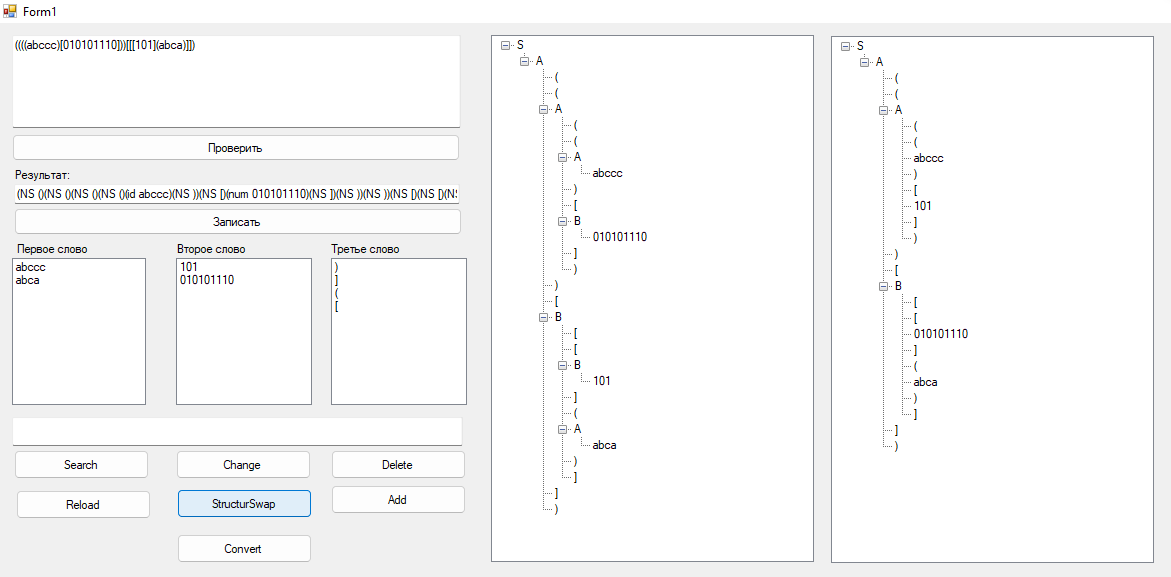 Form1
((((abccc)[010101110]))[[[101](abca)]])
Проверить
Результат:
(NS ()(NS ()(NS ()(NS ()(id abccc)(NS ))(NS [)(num 010101110)(NS ])(NS ))(NS ))(NS [)(NS [)(NS
Записать
Первое слово
Второе слово
Третье слово
abccc
abca
101
010101110
)
]
(
[
Search
Change
Delete
Reload
StructurSwap
Add
Convert
S
A
(
(
A
(
(
A
abccc
)
[
B
010101110
]
)
)
[
B
[
[
B
101
]
(
A
abca
)
]
]
)
S
A
(
(
A
(
(
abccc
)
[
101
]
)
)
[
B
[
[
010101110
]
(
abca
)
]
]
)